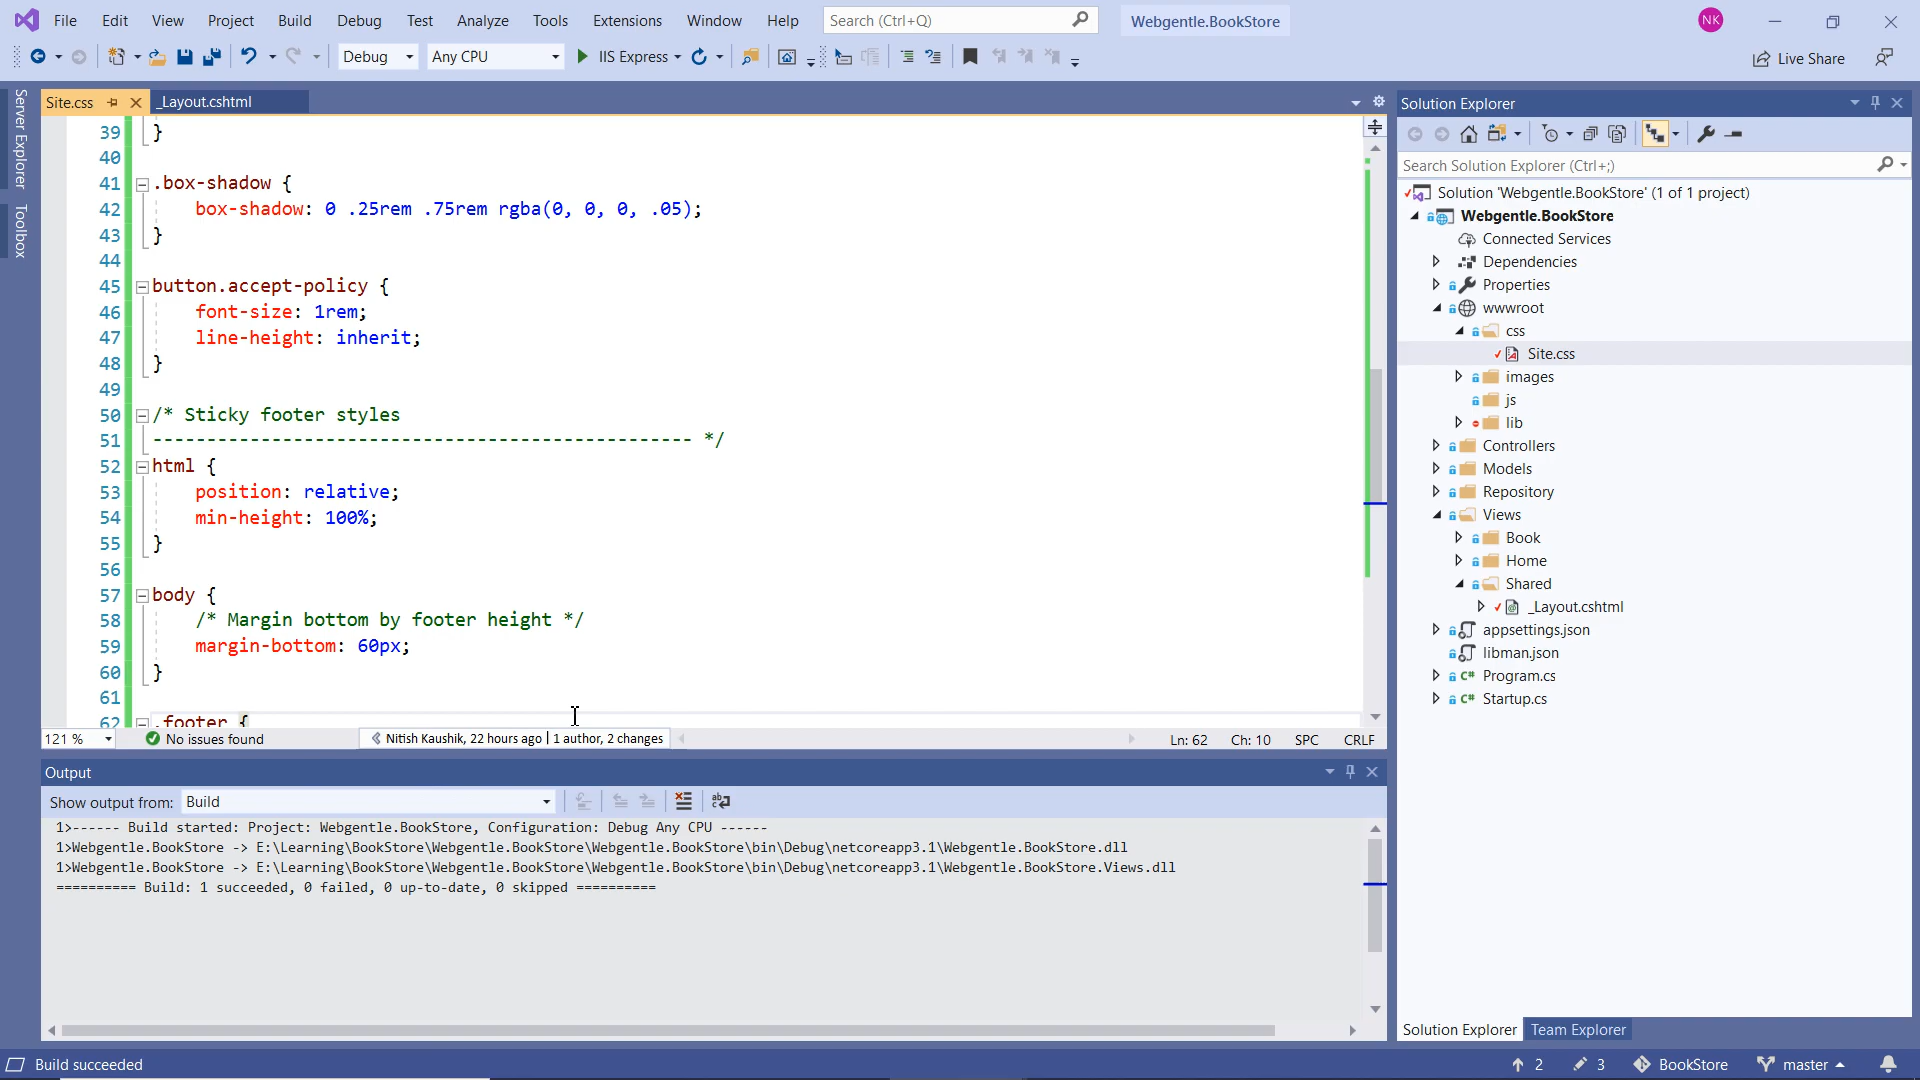 File Edit View Project Build Debug Test Analyze Tools Extensions Window Help Search (Ctrl+Q) Webgentle.BookStore NK
Debug Any CPU IIS Express Live Share
Server Explorer
Toolbox
Site.css _Layout.cshtml
39 }
40
41 .box-shadow {
42 box-shadow: 0 .25rem .75rem rgba(0, 0, 0, .05);
43 }
44
45 button.accept-policy {
46 font-size: 1rem;
47 line-height: inherit;
48 }
49
50 /* Sticky footer styles
51 -------------------------------------------------- */
52 html {
53 position: relative;
54 min-height: 100%;
55 }
56
57 body {
58 /* Margin bottom by footer height */
59 margin-bottom: 60px;
60 }
61
62 .footer {
121 % No issues found Nitish Kaushik, 22 hours ago | 1 author, 2 changes Ln: 62 Ch: 10 SPC CRLF
Output
Show output from: Build
1>------ Build started: Project: Webgentle.BookStore, Configuration: Debug Any CPU ------
1>Webgentle.BookStore -> E:\Learning\BookStore\Webgentle.BookStore\Webgentle.BookStore\bin\Debug\netcoreapp3.1\Webgentle.BookStore.dll
1>Webgentle.BookStore -> E:\Learning\BookStore\Webgentle.BookStore\Webgentle.BookStore\bin\Debug\netcoreapp3.1\Webgentle.BookStore.Views.dll
========== Build: 1 succeeded, 0 failed, 0 up-to-date, 0 skipped ==========
Solution Explorer
Search Solution Explorer (Ctrl+;)
Solution 'Webgentle.BookStore' (1 of 1 project)
Webgentle.BookStore
Connected Services
Dependencies
Properties
wwwroot
css
Site.css
images
js
lib
Controllers
Models
Repository
Views
Book
Home
Shared
_Layout.cshtml
appsettings.json
libman.json
C# Program.cs
C# Startup.cs
Solution Explorer Team Explorer
Build succeeded 2 3 BookStore master